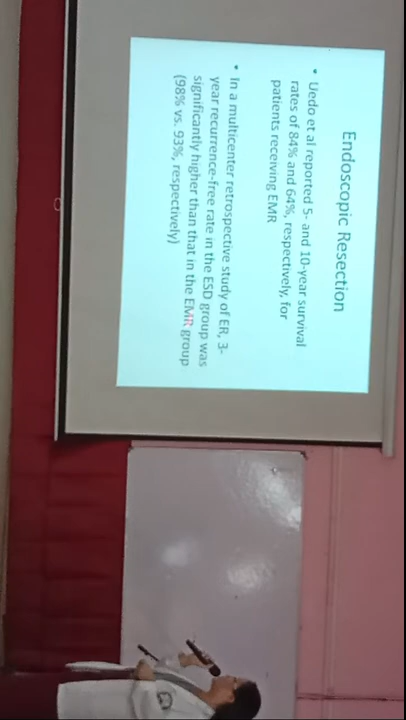 Endoscopic Resection
• Uedo et al reported 5- and 10-year survival
rates of 84% and 64%, respectively, for
patients receiving EMR
• In a multicenter retrospective study of ER, 3-
year recurrence-free rate in the ESD group was
significantly higher than that in the EMR group
(98% vs. 93%, respectively)